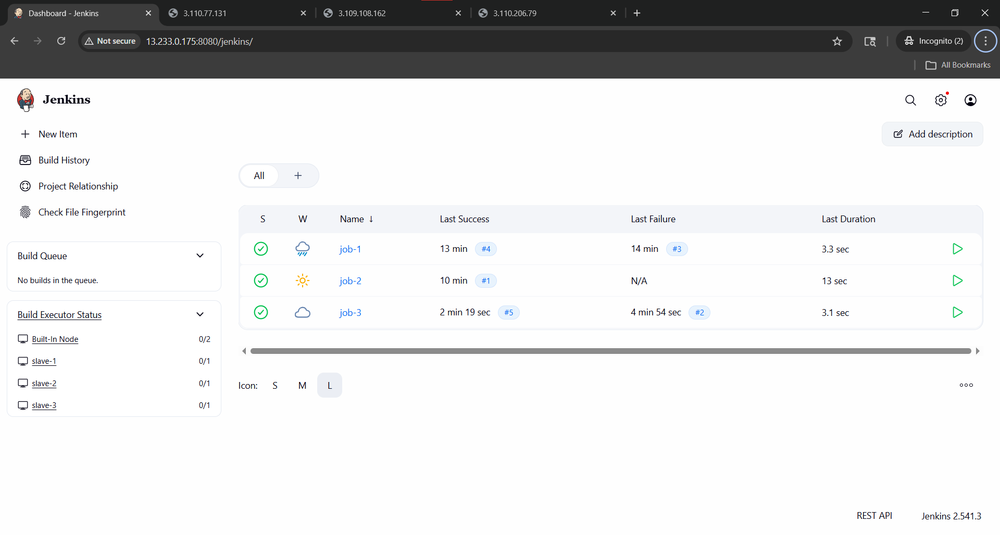 Dashboard - Jenkins
3.110.77.131
3.109.108.162
3.110.206.79
Not secure
13.233.0.175:8080/jenkins/
Incognito (2)
All Bookmarks
Jenkins
New Item
Build History
Project Relationship
Check File Fingerprint
Add description
All
Build Queue
No builds in the queue.
Build Executor Status
Built-In Node 0/2
slave-1 0/1
slave-2 0/1
slave-3 0/1
S W Name ↓ Last Success Last Failure Last Duration
job-1 13 min #4 14 min #3 3.3 sec
job-2 10 min #1 N/A 13 sec
job-3 2 min 19 sec #5 4 min 54 sec #2 3.1 sec
Icon: S M L
REST API Jenkins 2.541.3